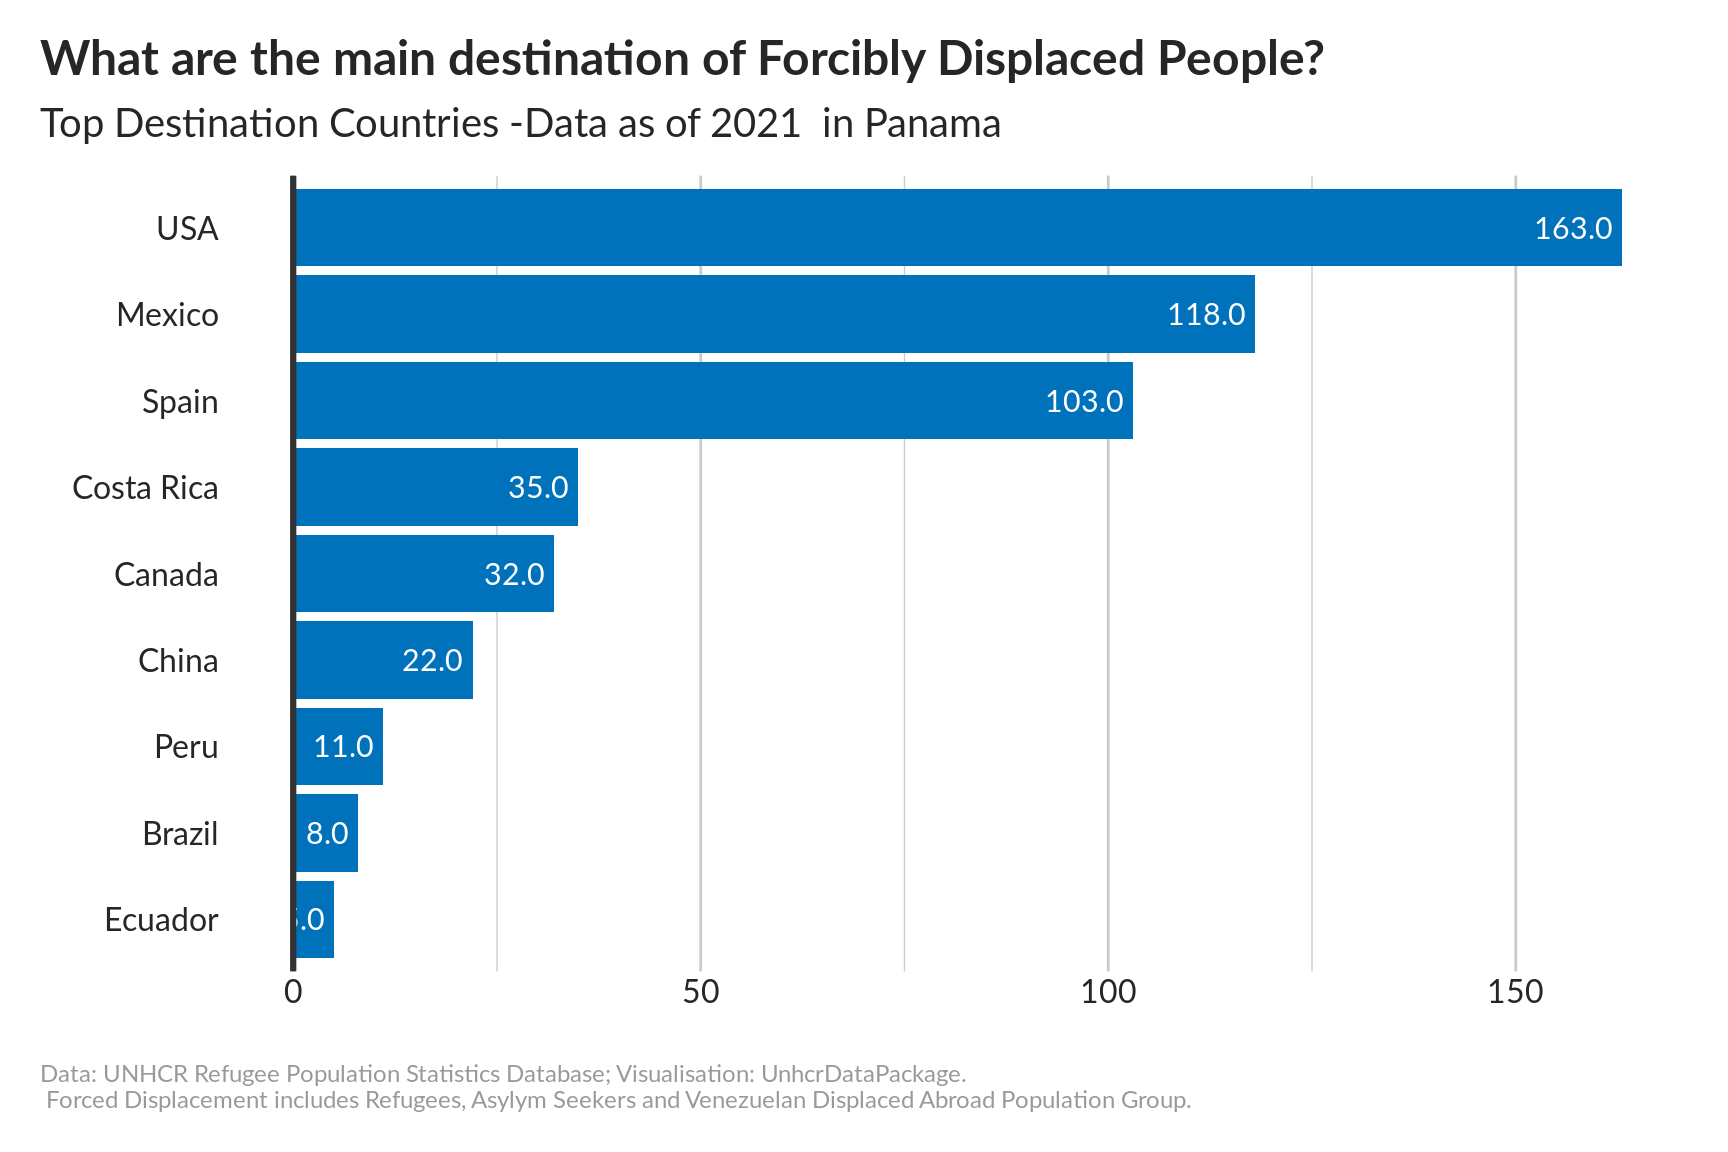 What are the main destination of Forcibly Displaced People?
Top Destination Countries -Data as of 2021  in Panama
USA 163.0
Mexico 118.0
Spain 103.0
Costa Rica 35.0
Canada 32.0
China 22.0
Peru 11.0
Brazil 8.0
Ecuador
0 50 100 150
Data: UNHCR Refugee Population Statistics Database; Visualisation: UnhcrDataPackage.
Forced Displacement includes Refugees, Asylym Seekers and Venezuelan Displaced Abroad Population Group.